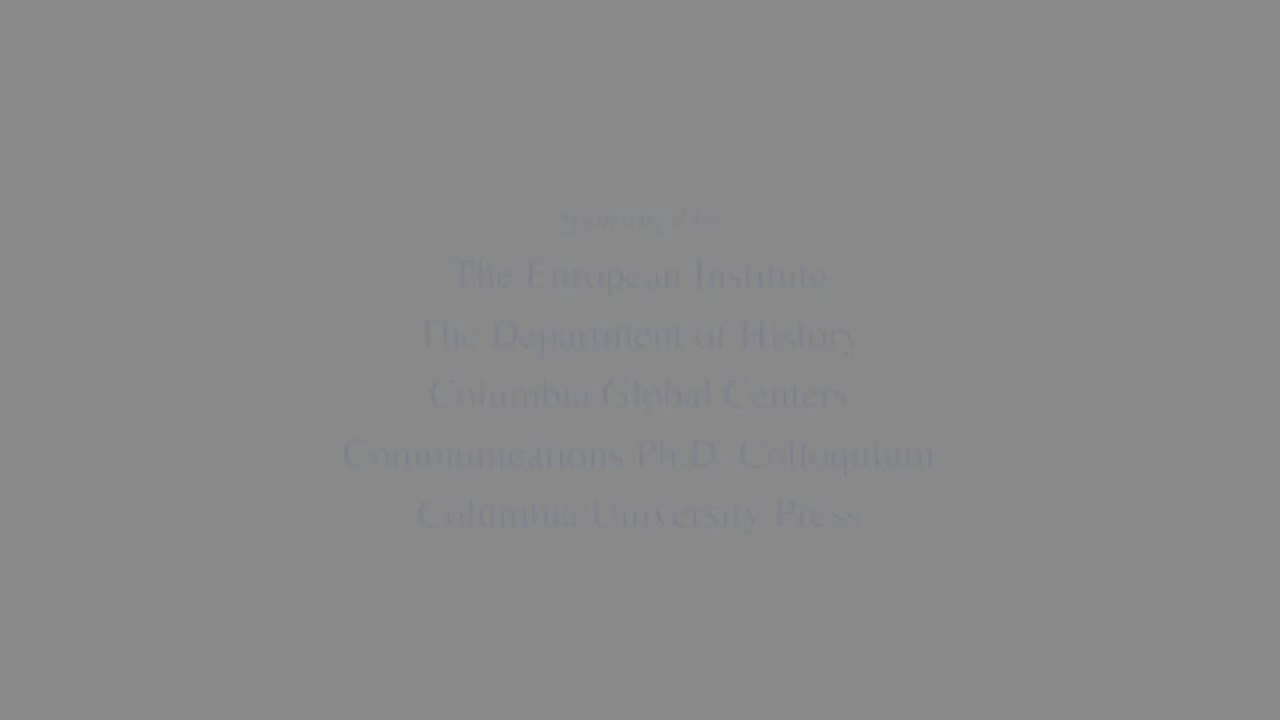 The European Institute
The Department of History
Columbia Global Centers
Communications Ph.D. Colloquium
Columbia University Press